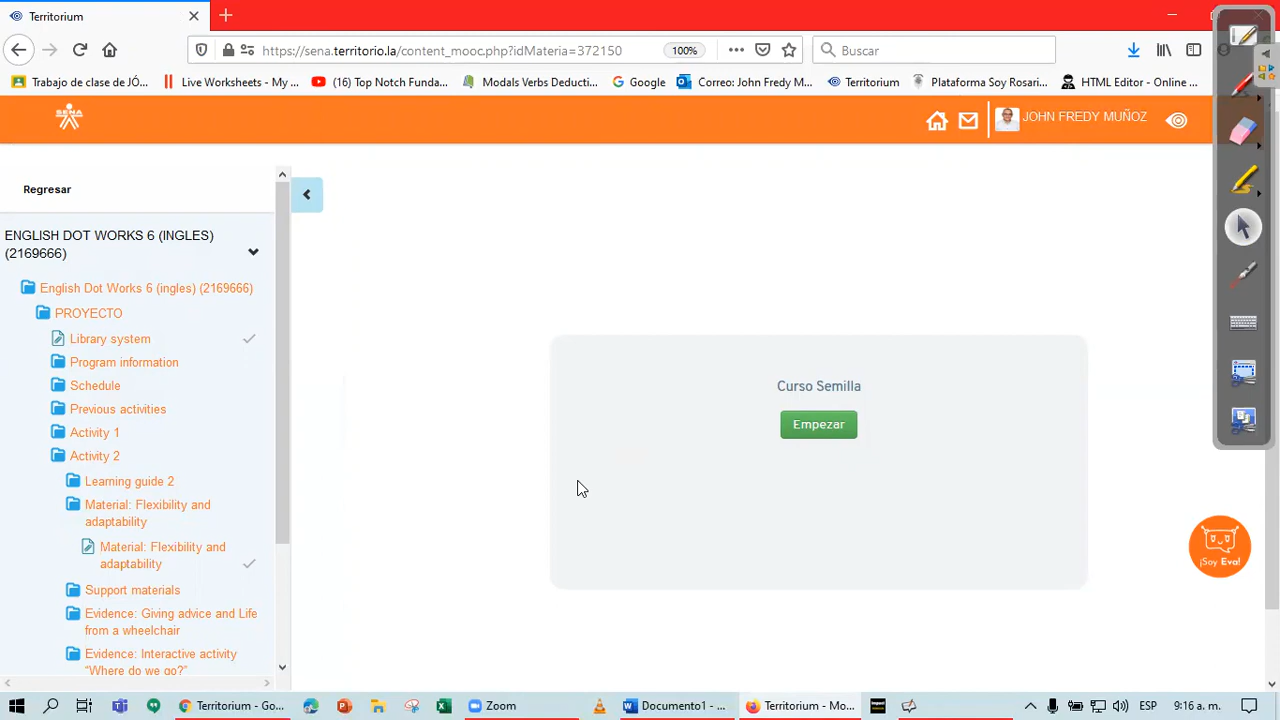 Territorium
https://sena.territorio.la/content_mooc.php?idMateria=372150
100%
Buscar
Trabajo de clase de JÓ...
Live Worksheets - My ...
(16) Top Notch Funda...
Modals Verbs Deducti...
Google
Correo: John Fredy M...
Territorium
Plataforma Soy Rosari...
HTML Editor - Online ...
SENA
JOHN FREDY MUÑOZ
Regresar
ENGLISH DOT WORKS 6 (INGLES)
(2169666)
English Dot Works 6 (ingles) (2169666)
PROYECTO
Library system
Program information
Schedule
Previous activities
Activity 1
Activity 2
Learning guide 2
Material: Flexibility and
adaptability
Material: Flexibility and
adaptability
Support materials
Evidence: Giving advice and Life
from a wheelchair
Evidence: Interactive activity
“Where do we go?”
Curso Semilla
Empezar
¡Soy Eva!
Territorium - Go...
Zoom
Documento1 - ...
Territorium - Mo...
ESP
9:16 a. m.